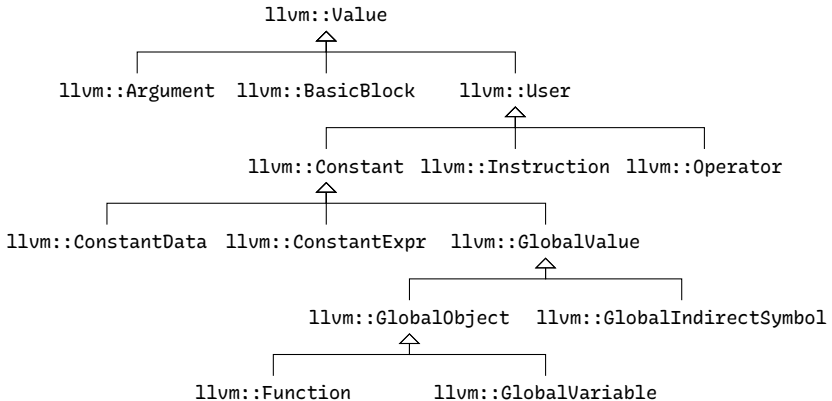 llvm::Value
llvm::Argument llvm::BasicBlock llvm::User
llvm::Constant llvm::Instruction llvm::Operator
llvm::ConstantData llvm::ConstantExpr llvm::GlobalValue
llvm::GlobalObject llvm::GlobalIndirectSymbol
llvm::Function llvm::GlobalVariable